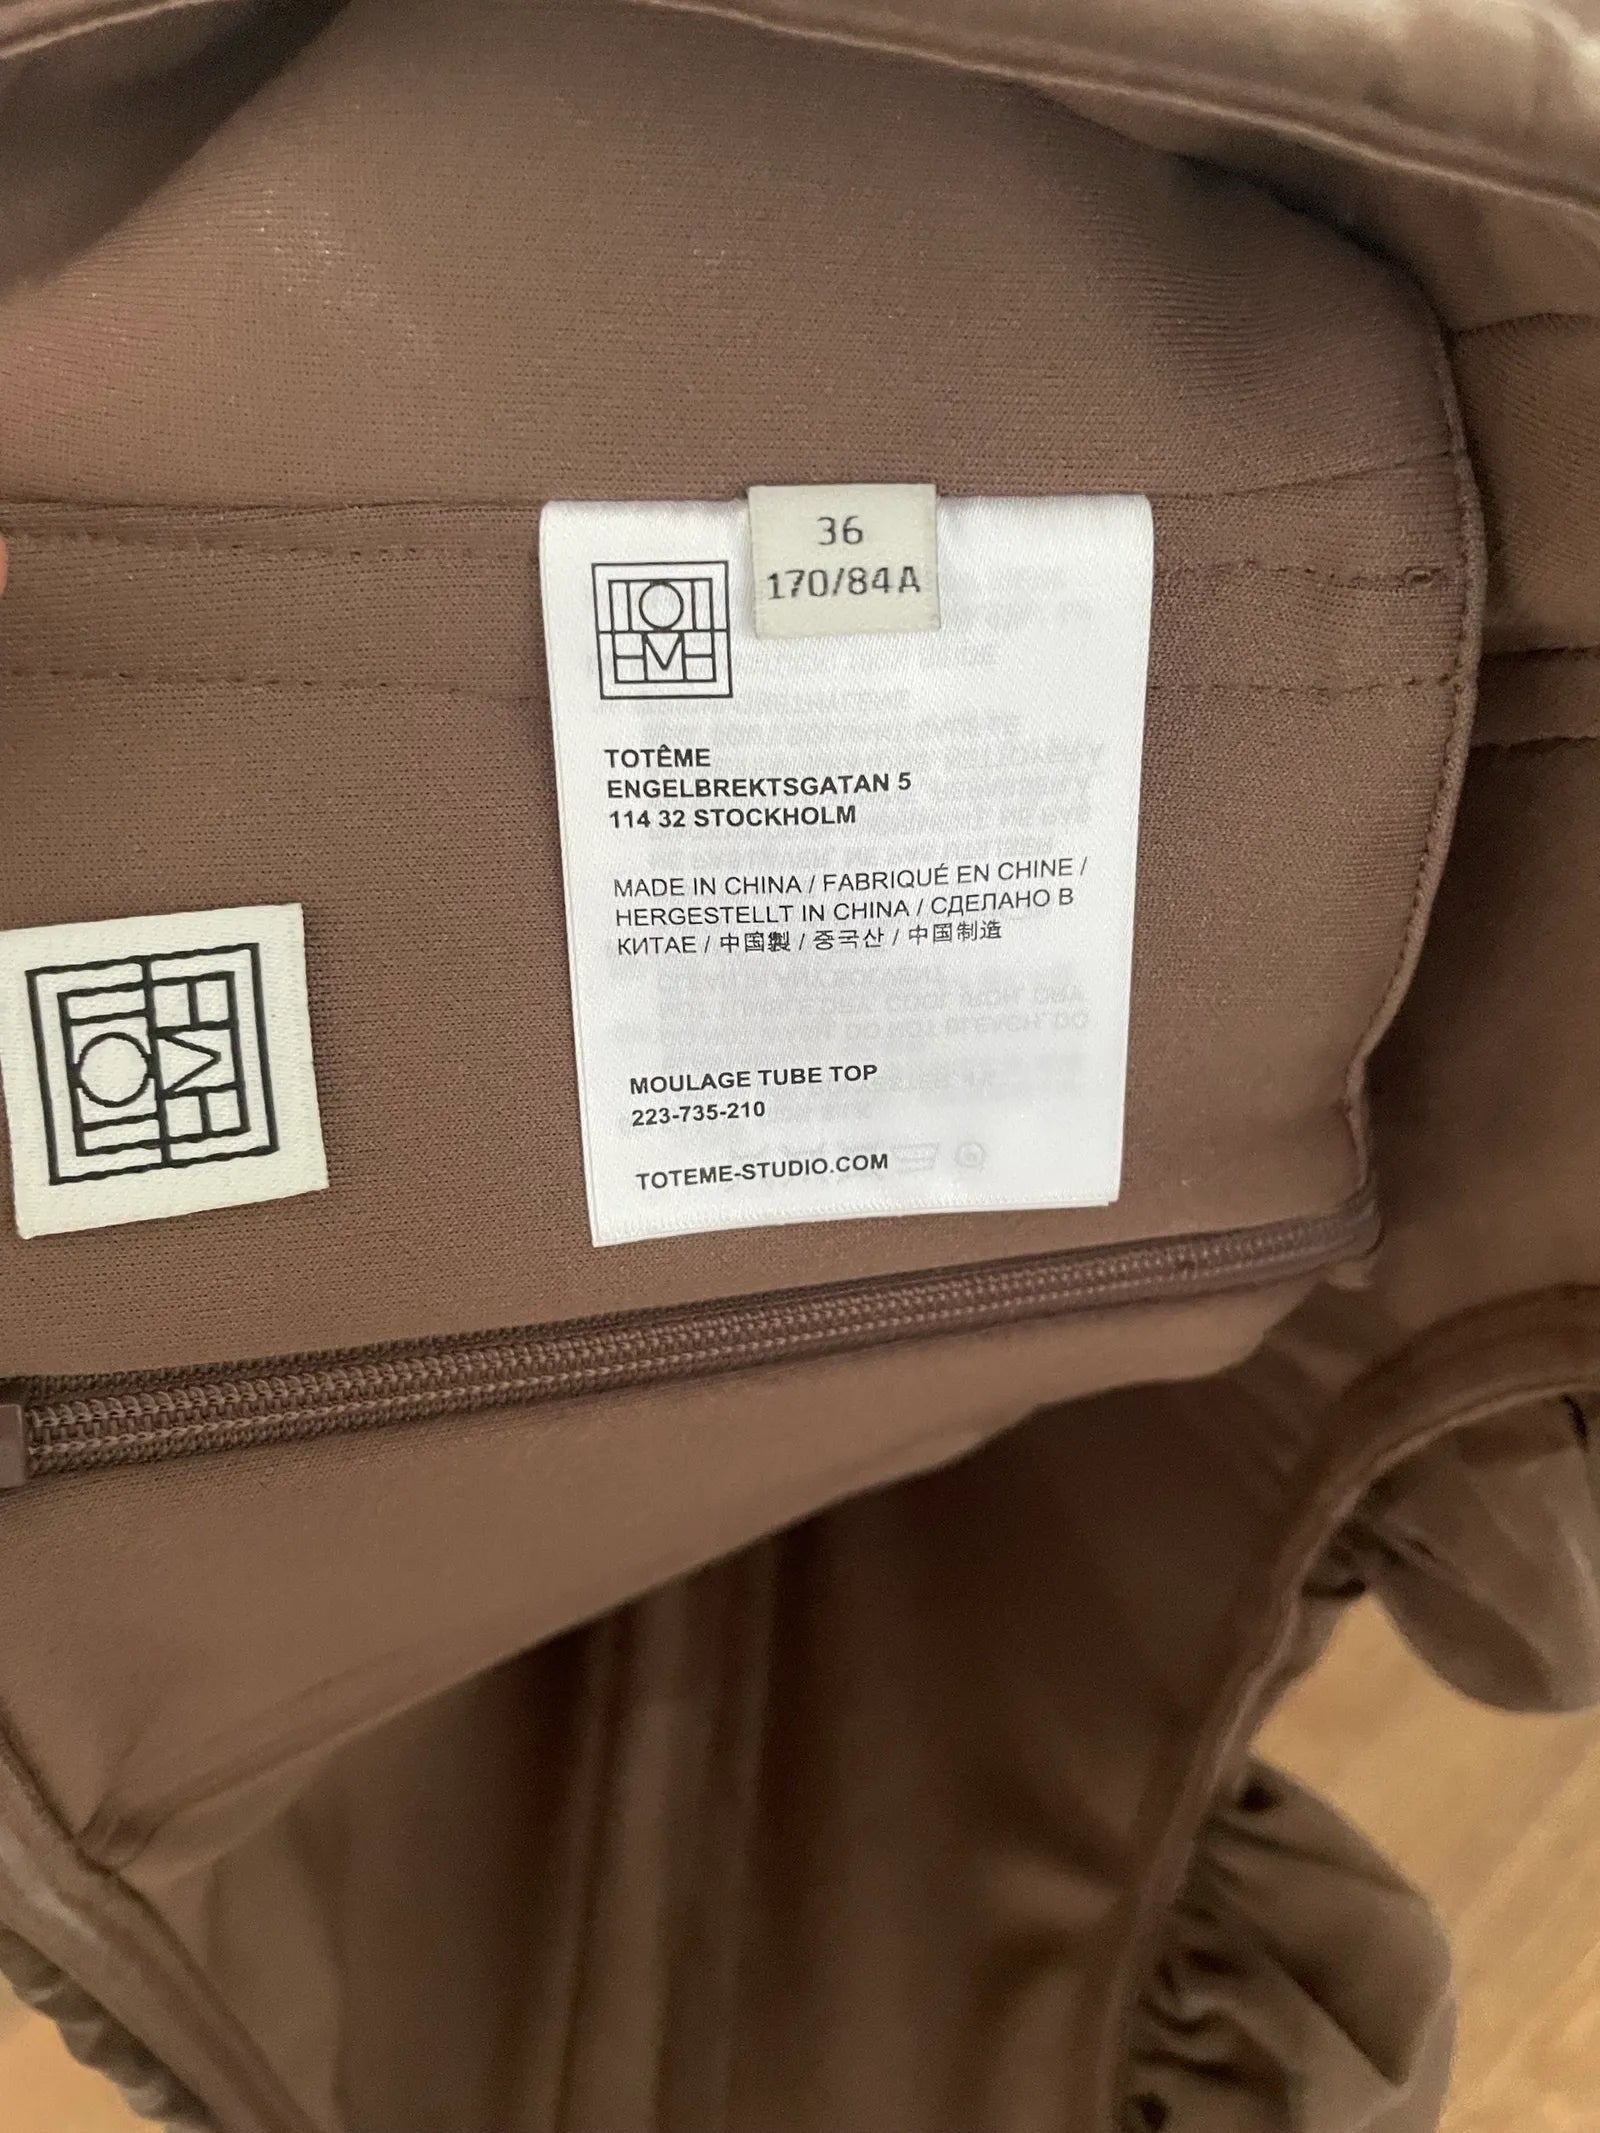 36
170/84A
TOTÊME
ENGELBREKTSGATAN 5
114 32 STOCKHOLM
MADE IN CHINA / FABRIQUÉ EN CHINE /
HERGESTELLT IN CHINA / СДЕЛАНО В
КИТАЕ / 中国製 / 중국산 / 中国制造
MOULAGE TUBE TOP
223-735-210
TOTEME-STUDIO.COM